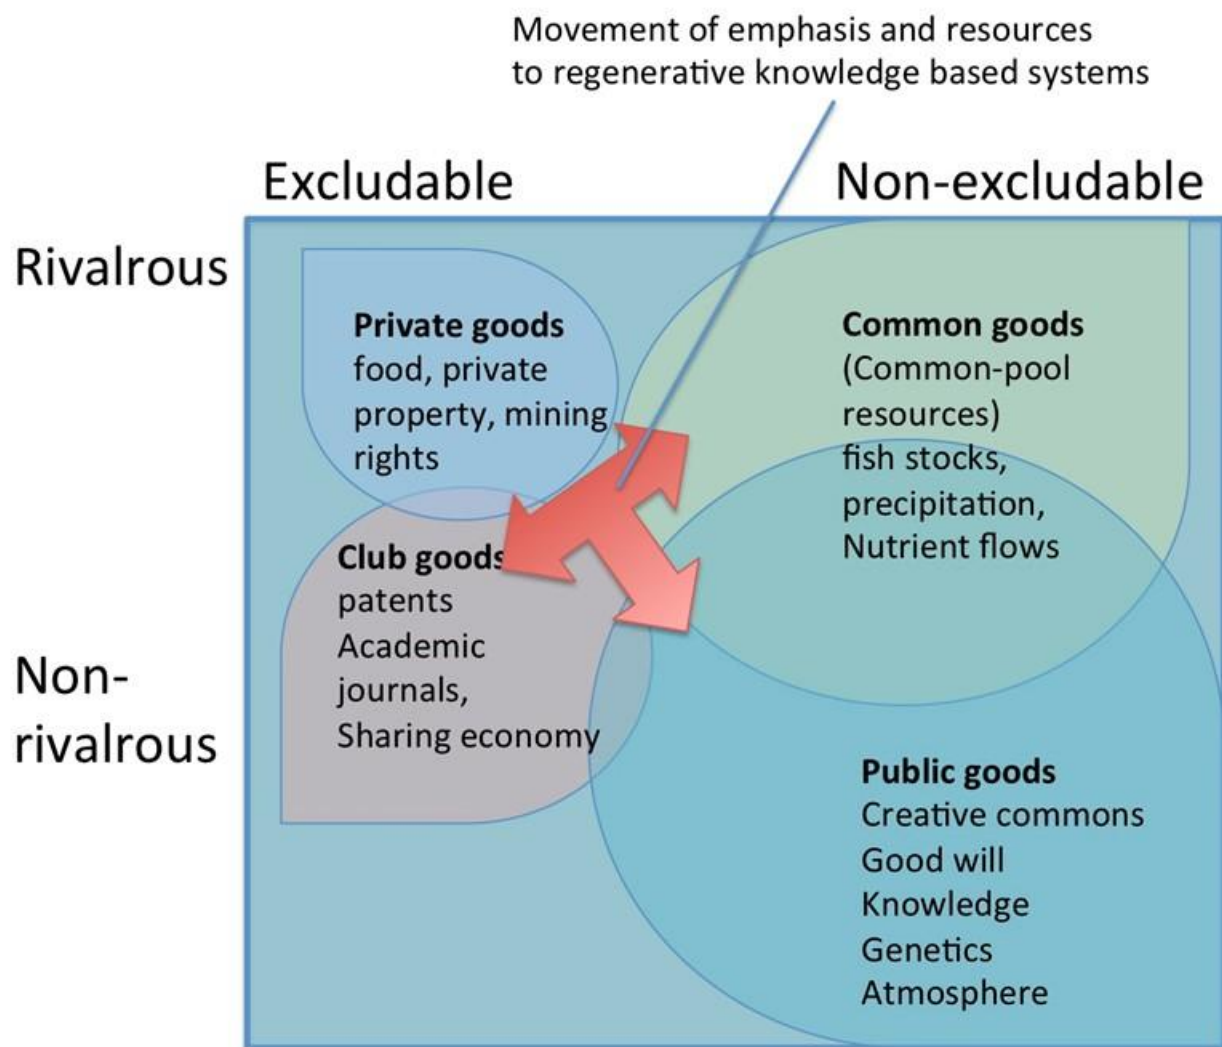 Movement of emphasis and resources
to regenerative knowledge based systems
Excludable
Non-excludable
Rivalrous
Private goods
food, private
property, mining
rights
Common goods
(Common-pool
resources)
fish stocks,
precipitation,
Nutrient flows
Non-
rivalrous
Club goods
patents
Academic
journals,
Sharing economy
Public goods
Creative commons
Good will
Knowledge
Genetics
Atmosphere